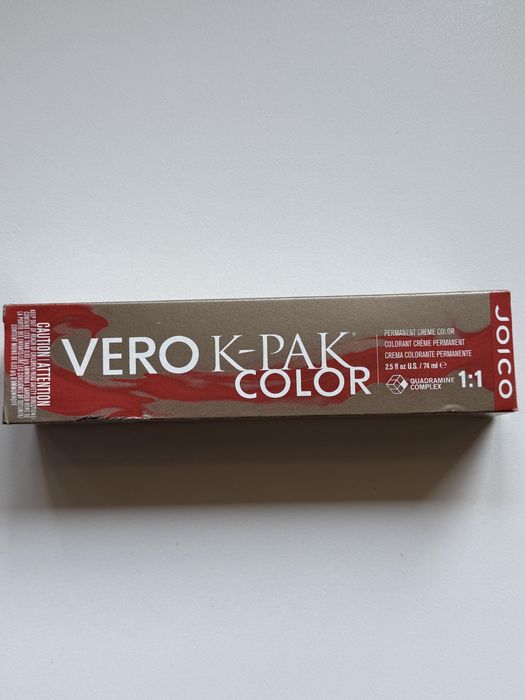 VERO K-PAK®
COLOR
PERMANENT CREME COLOR
COLORANT CRÈME PERMANENT
CREMA COLORANTE PERMANENTE
2.5 fl oz U.S. / 74 ml ℮
QUADRAMINE
COMPLEX
1:1
JOICO
CAUTION / ATTENTION